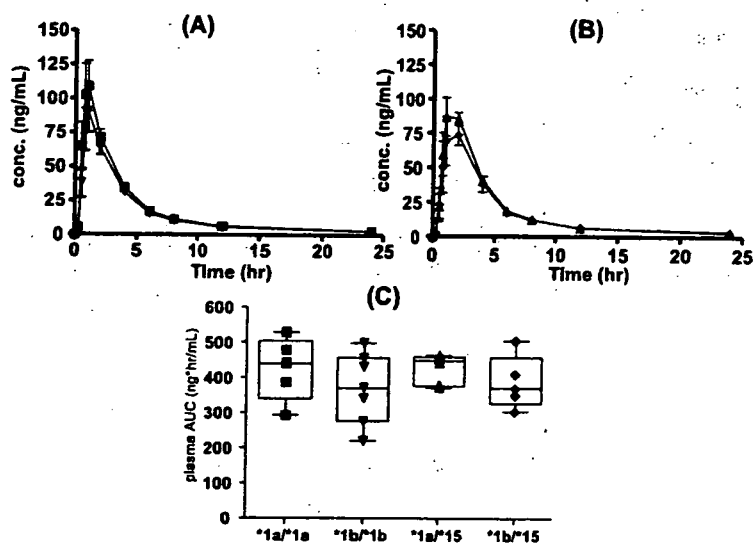 (A)
conc. (ng/mL)
150
125
100
75
50
25
0
0 5 10 15 20 25
Time (hr)
(B)
conc. (ng/mL)
150
125
100
75
50
25
0
0 5 10 15 20 25
Time (hr)
(C)
plasma AUC (ng*hr/mL)
600
500
400
300
200
100
0
*1a/*1a *1b/*1b *1a/*15 *1b/*15